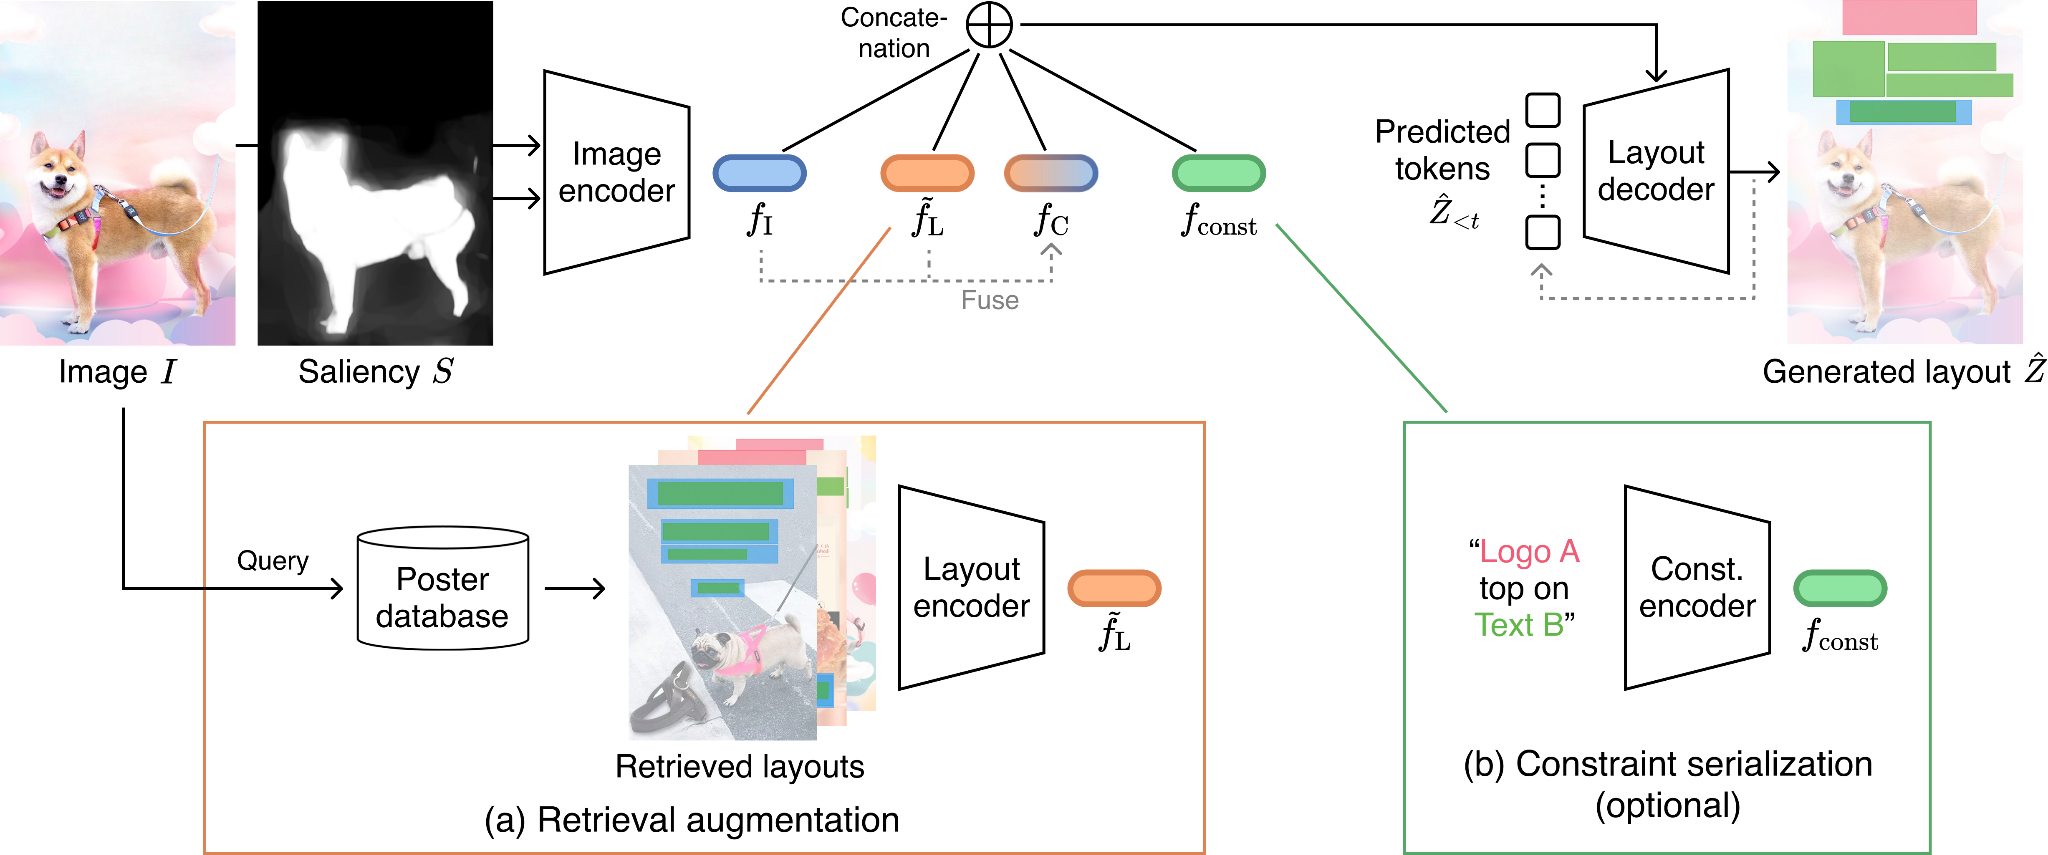 Concate-
nation
Image
encoder
f_I
f̃_L
f_C
f_const
Fuse
Predicted
tokens
Ẑ_{<t}
Layout
decoder
Image I
Saliency S
Generated layout Ẑ
Query
Poster
database
Retrieved layouts
Layout
encoder
f̃_L
(a) Retrieval augmentation
“Logo A
top on
Text B”
Const.
encoder
f_const
(b) Constraint serialization
(optional)